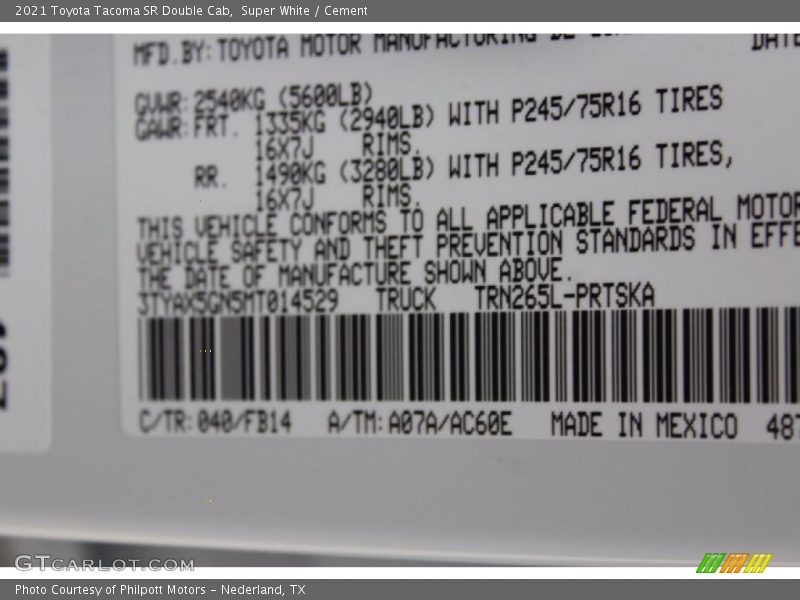 2021 Toyota Tacoma SR Double Cab,  Super White / Cement
MFD.BY:TOYOTA MOTOR MANUFACTURING DE
GVWR:2540KG (5600LB)
GAWR:FRT. 1335KG (2940LB) WITH P245/75R16 TIRES
16X7J RIMS.
RR. 1490KG (3280LB) WITH P245/75R16 TIRES,
16X7J RIMS.
THIS VEHICLE CONFORMS TO ALL APPLICABLE FEDERAL MOTOR
VEHICLE SAFETY AND THEFT PREVENTION STANDARDS IN EFFE
THE DATE OF MANUFACTURE SHOWN ABOVE.
3TYAX5GN5MT014529 TRUCK TRN265L-PRTSKA
C/TR:040/FB14 A/TM:A07A/AC60E MADE IN MEXICO 487
GTCARLOT.COM
Photo Courtesy of Philpott Motors - Nederland, TX